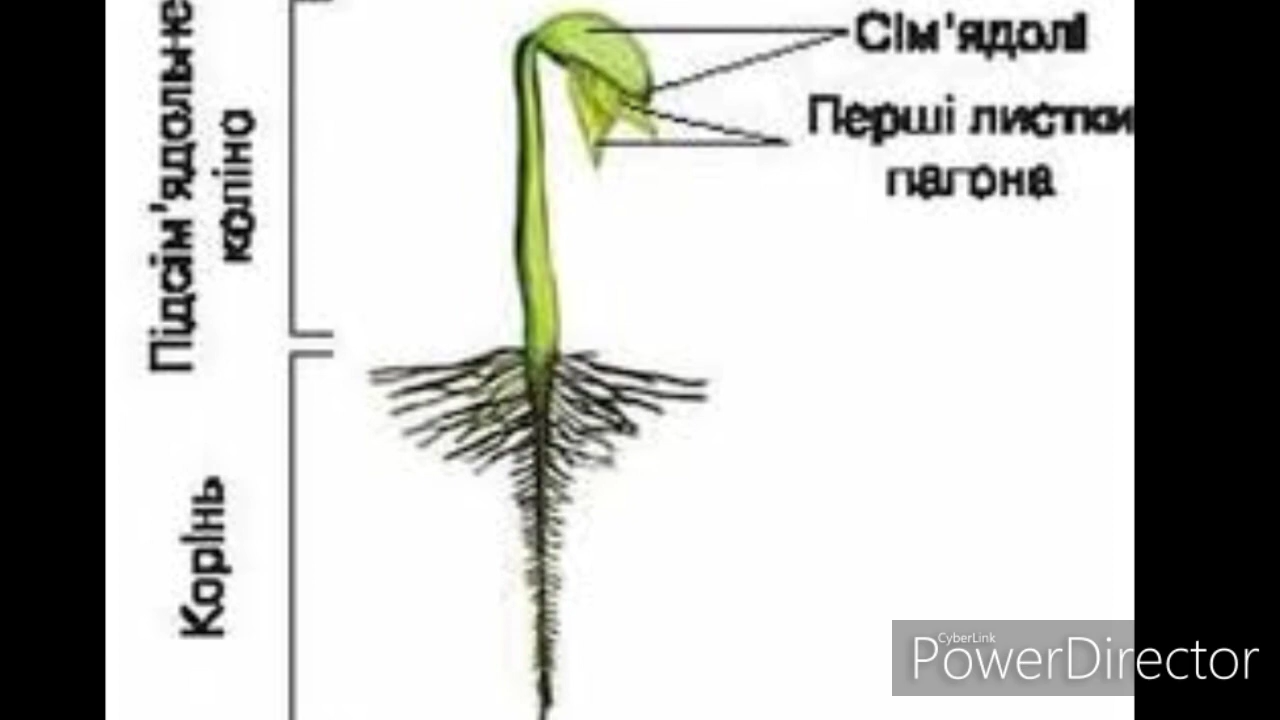 Підсім'ядольне
коліно
Сім'ядолі
Перші листки
пагона
Корінь
CyberLink
PowerDirector